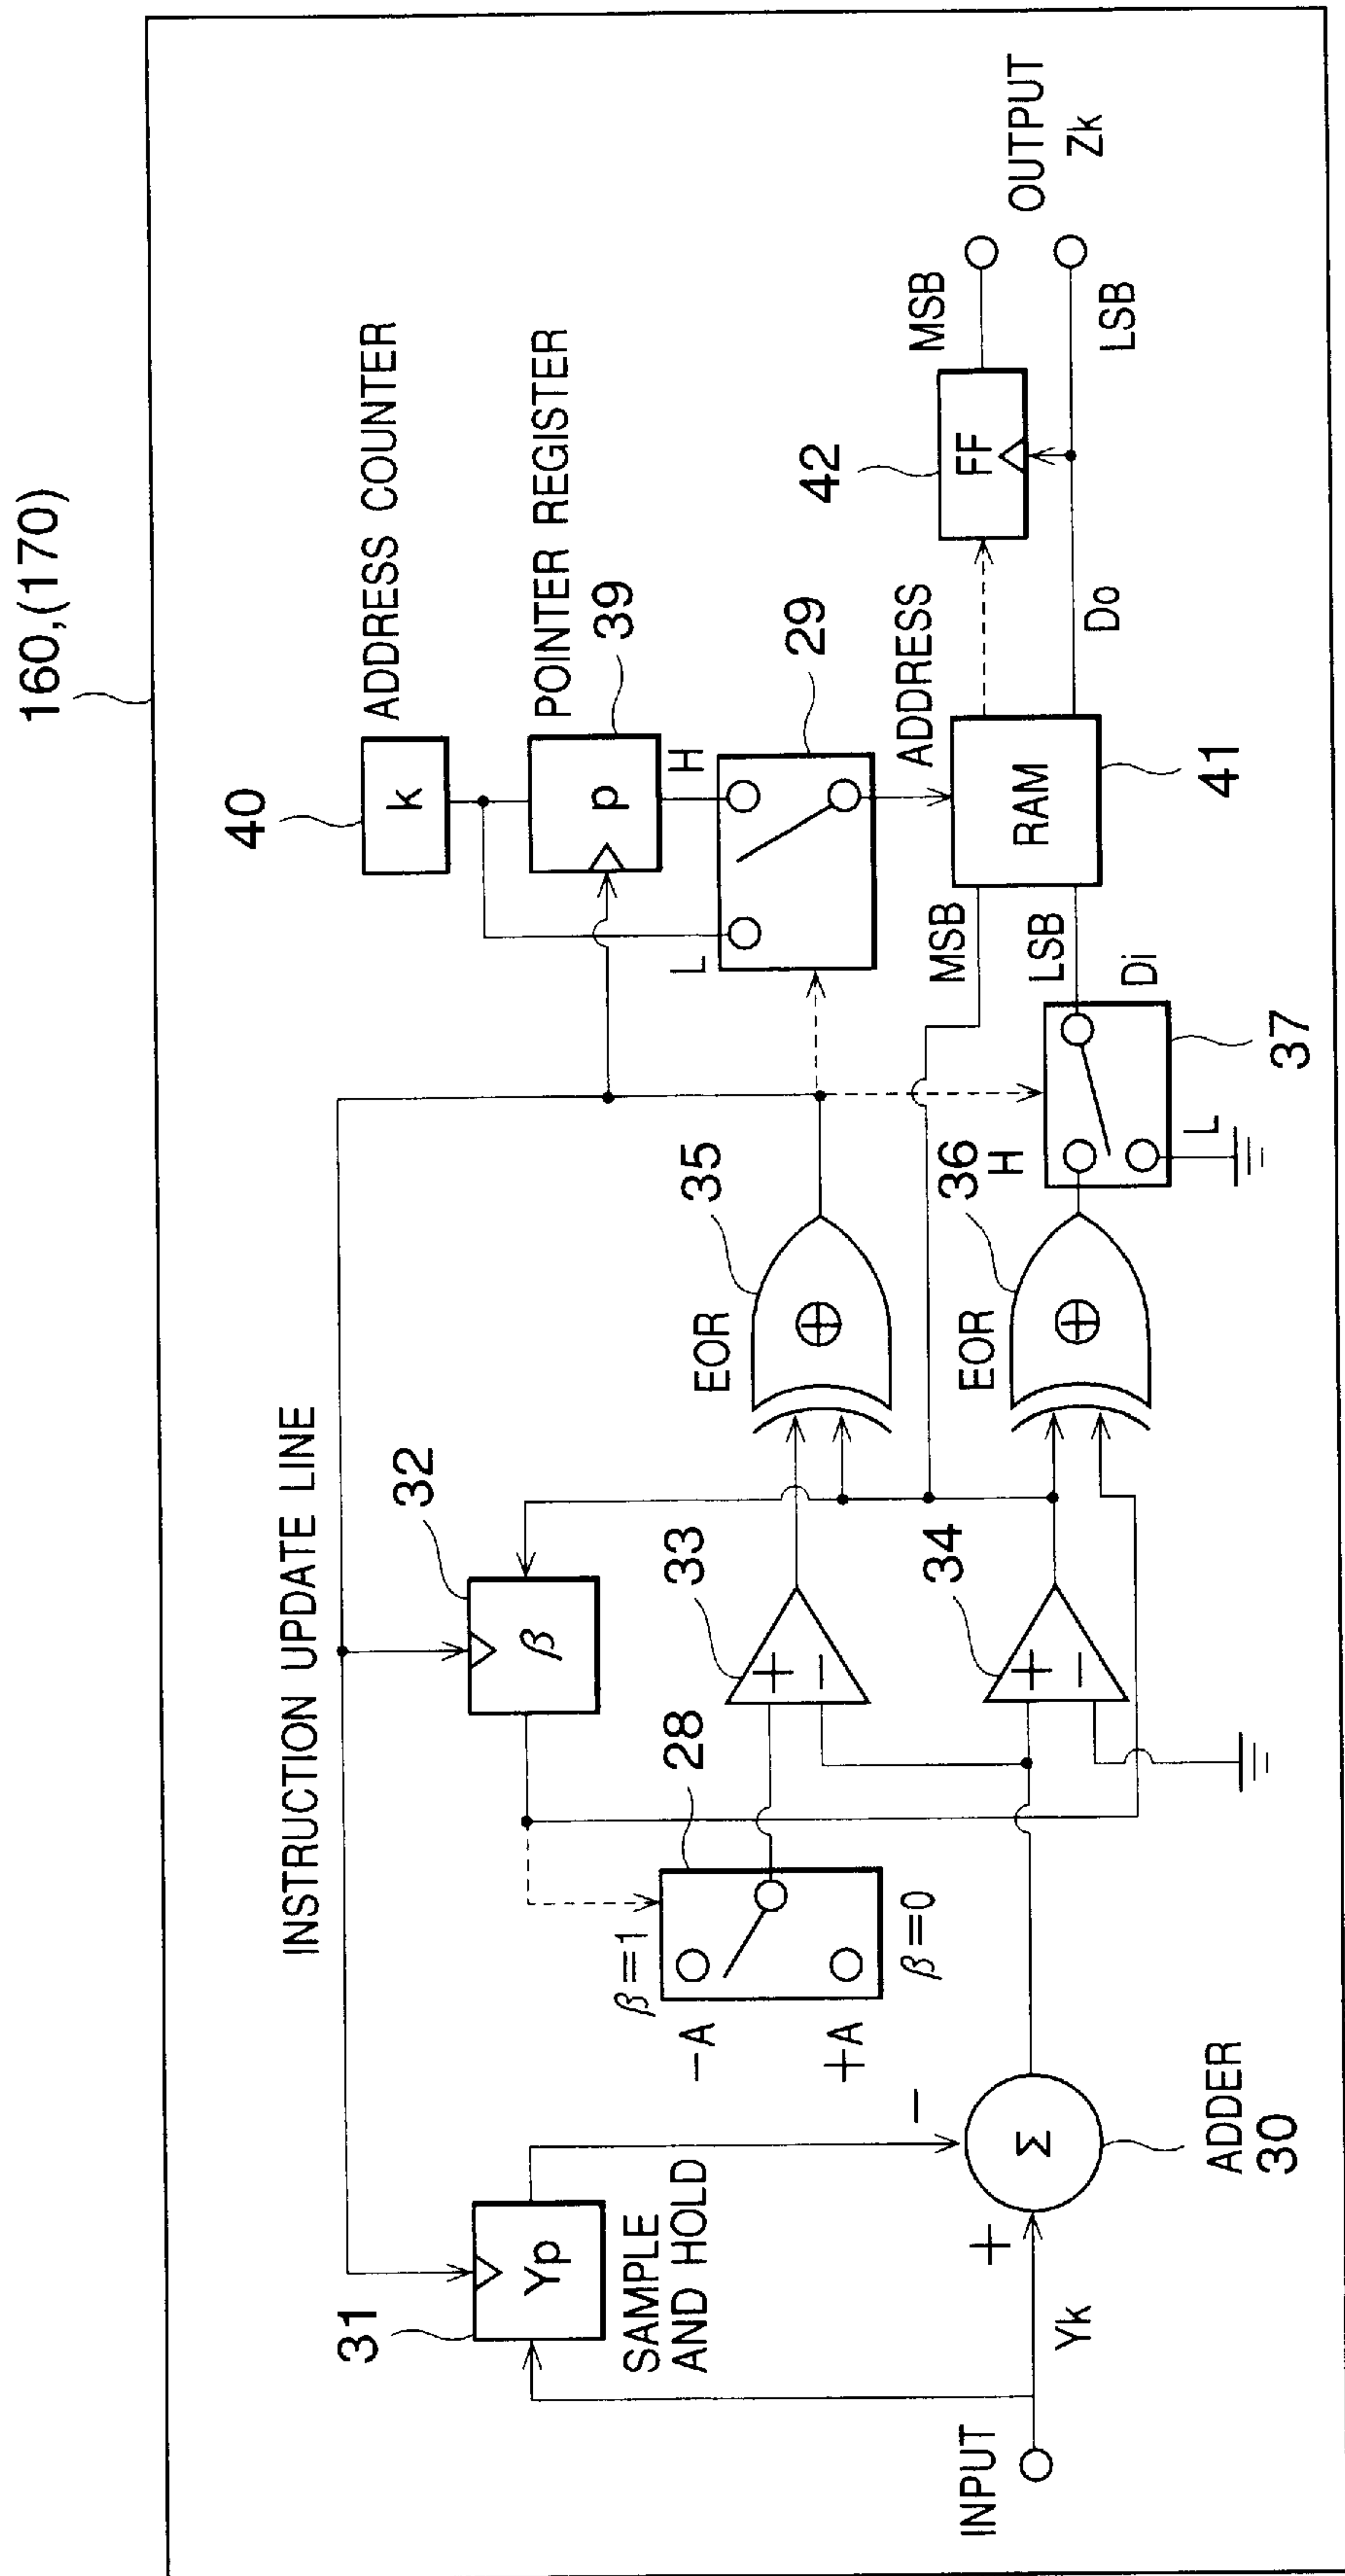 160,(170)
INSTRUCTION UPDATE LINE
ADDRESS COUNTER
40
k
POINTER REGISTER
39
p
H
L
29
ADDRESS
31
Yp
SAMPLE
AND HOLD
32
β
28
β=1
−A
+A
β=0
33
+
−
34
+
−
EOR
35
⊕
EOR
36
⊕
H
L
37
Di
MSB
LSB
RAM
41
Do
42
FF
MSB
LSB
OUTPUT
Zk
INPUT
Yk
+
−
Σ
ADDER
30